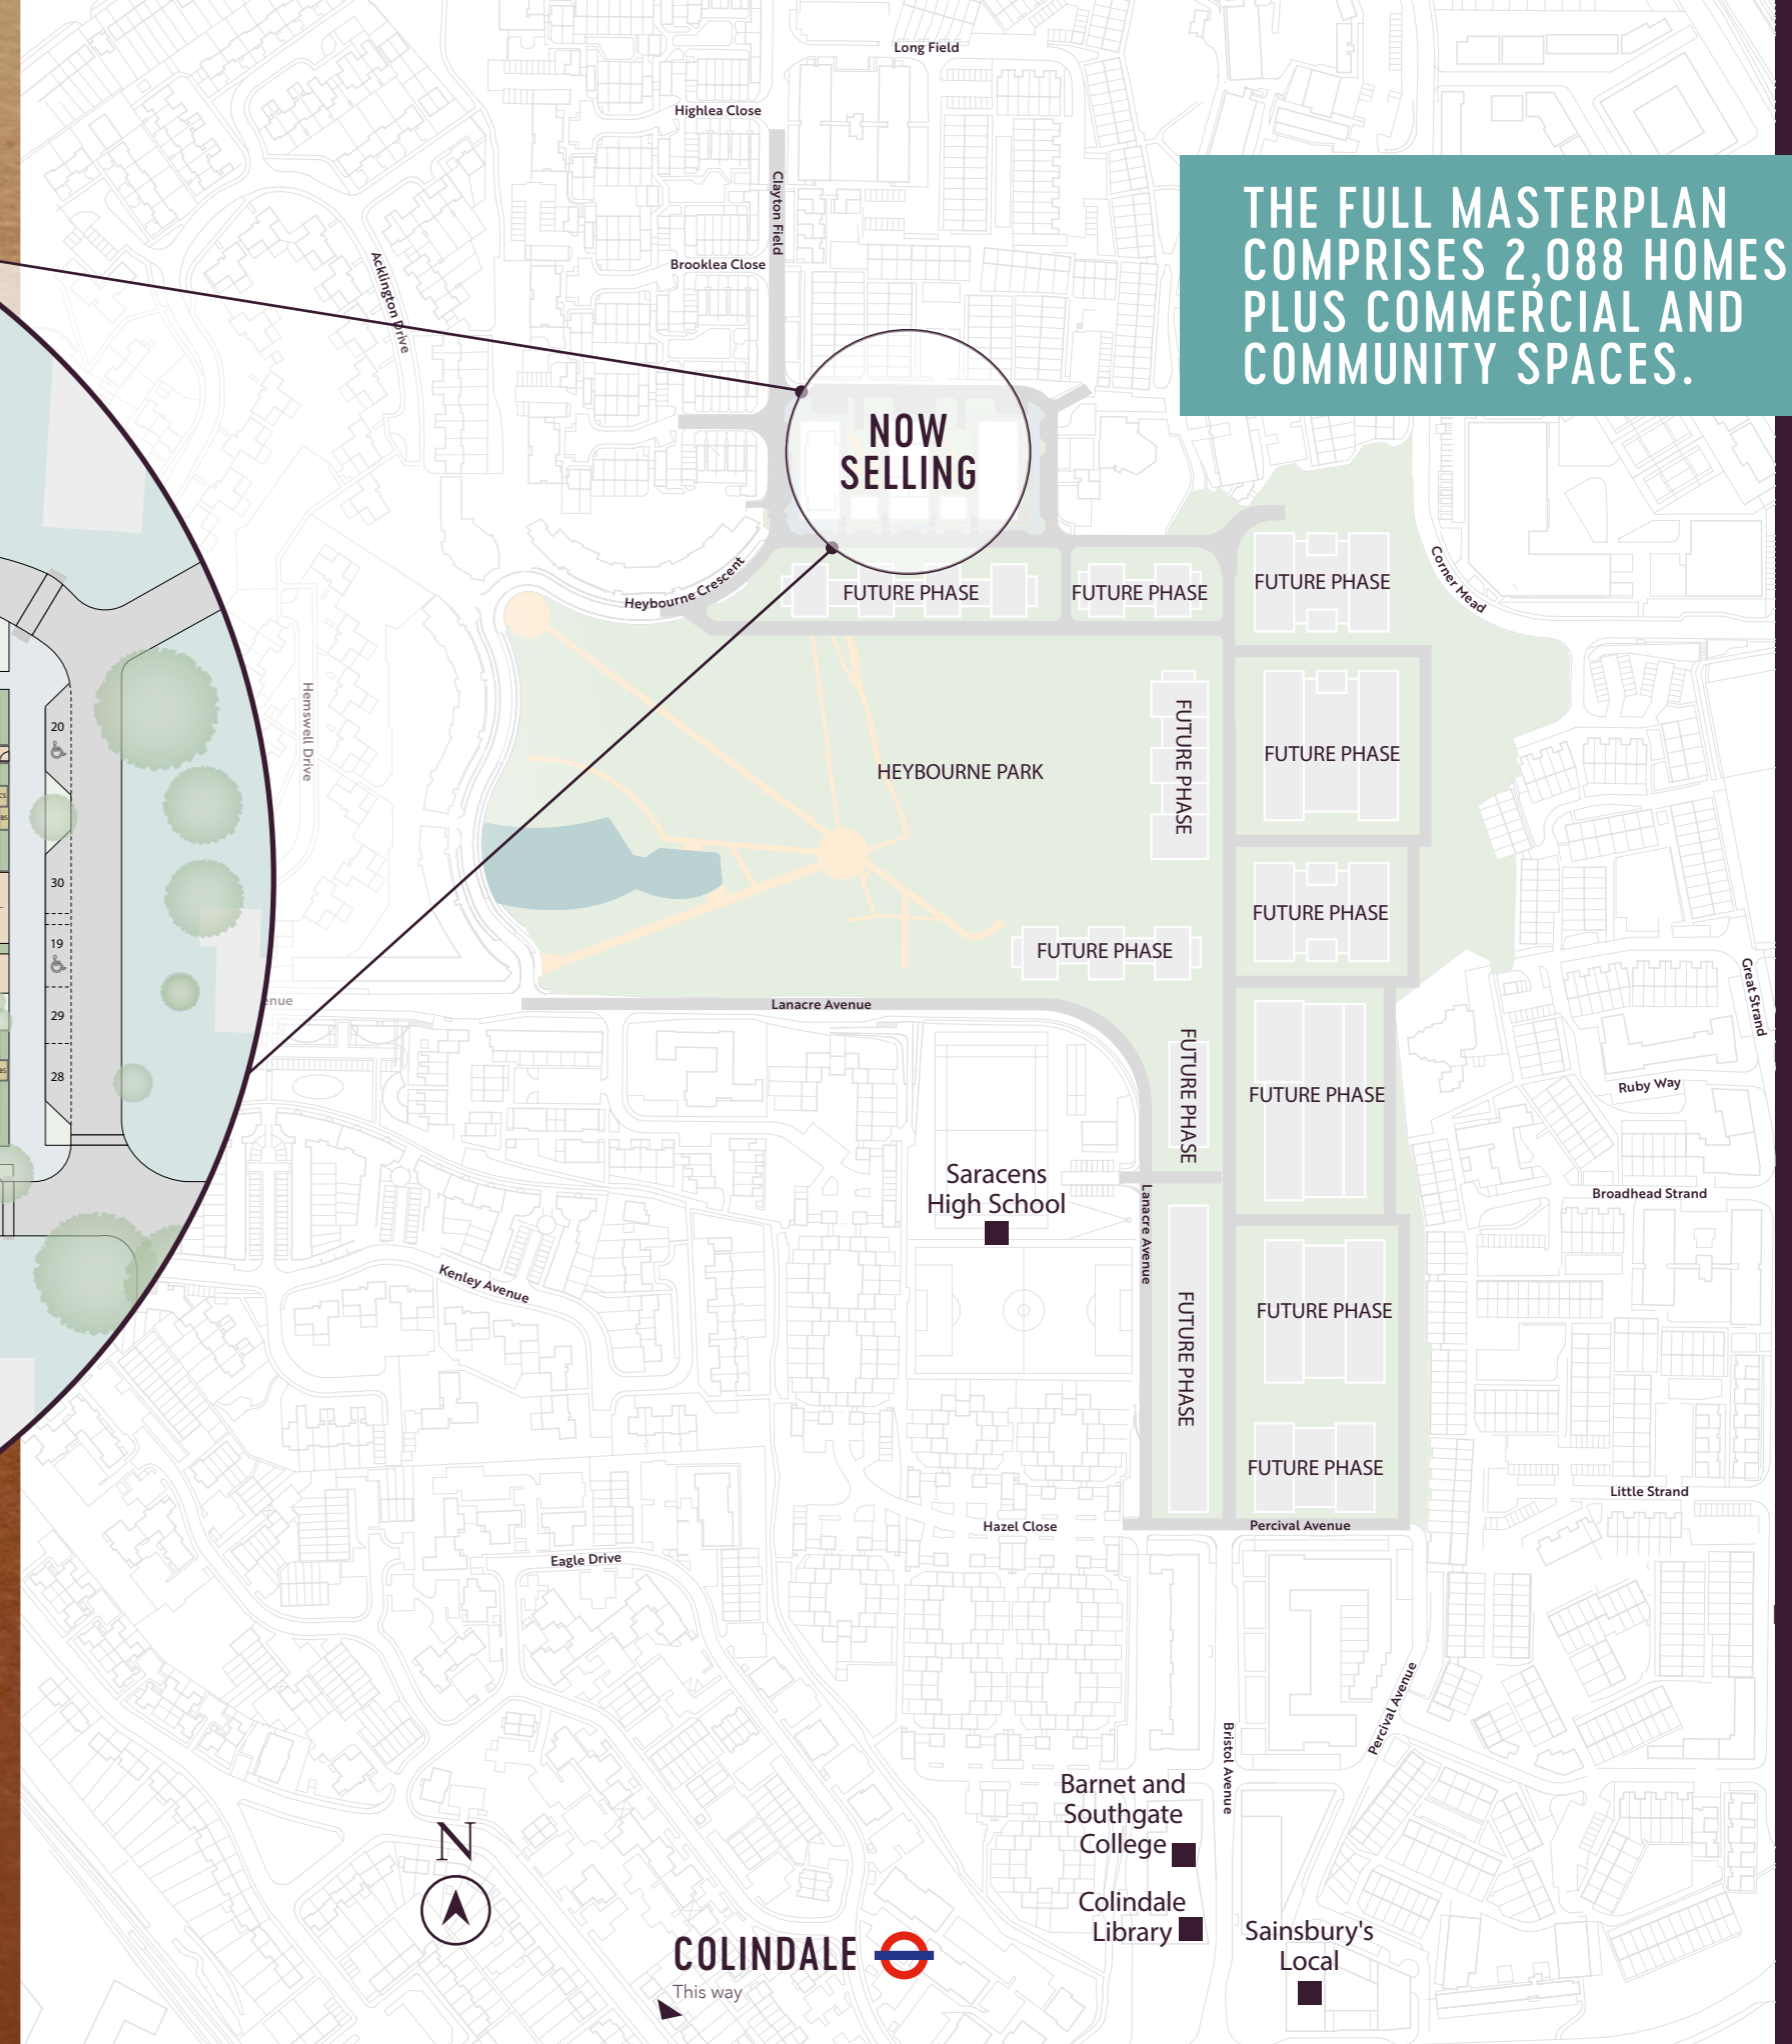 Long Field
Highlea Close
Clayton Field
THE FULL MASTERPLAN
COMPRISES 2,088 HOMES
PLUS COMMERCIAL AND
COMMUNITY SPACES.
Brooklea Close
Acklington Drive
NOW
SELLING
Heybourne Crescent
FUTURE PHASE
FUTURE PHASE
FUTURE PHASE
Corner Mead
Hemswell Drive
20
FUTURE PHASE
FUTURE PHASE
HEYBOURNE PARK
30
19
FUTURE PHASE
FUTURE PHASE
Great Strand
enue
Lanacre Avenue
29
28
FUTURE PHASE
FUTURE PHASE
Ruby Way
Saracens
High School
Broadhead Strand
Lanacre Avenue
Kenley Avenue
FUTURE PHASE
FUTURE PHASE
FUTURE PHASE
Little Strand
Hazel Close
Percival Avenue
Eagle Drive
Percival Avenue
Bristol Avenue
Barnet and
Southgate
College
N
Colindale
Library
Sainsbury's
Local
COLINDALE
This way